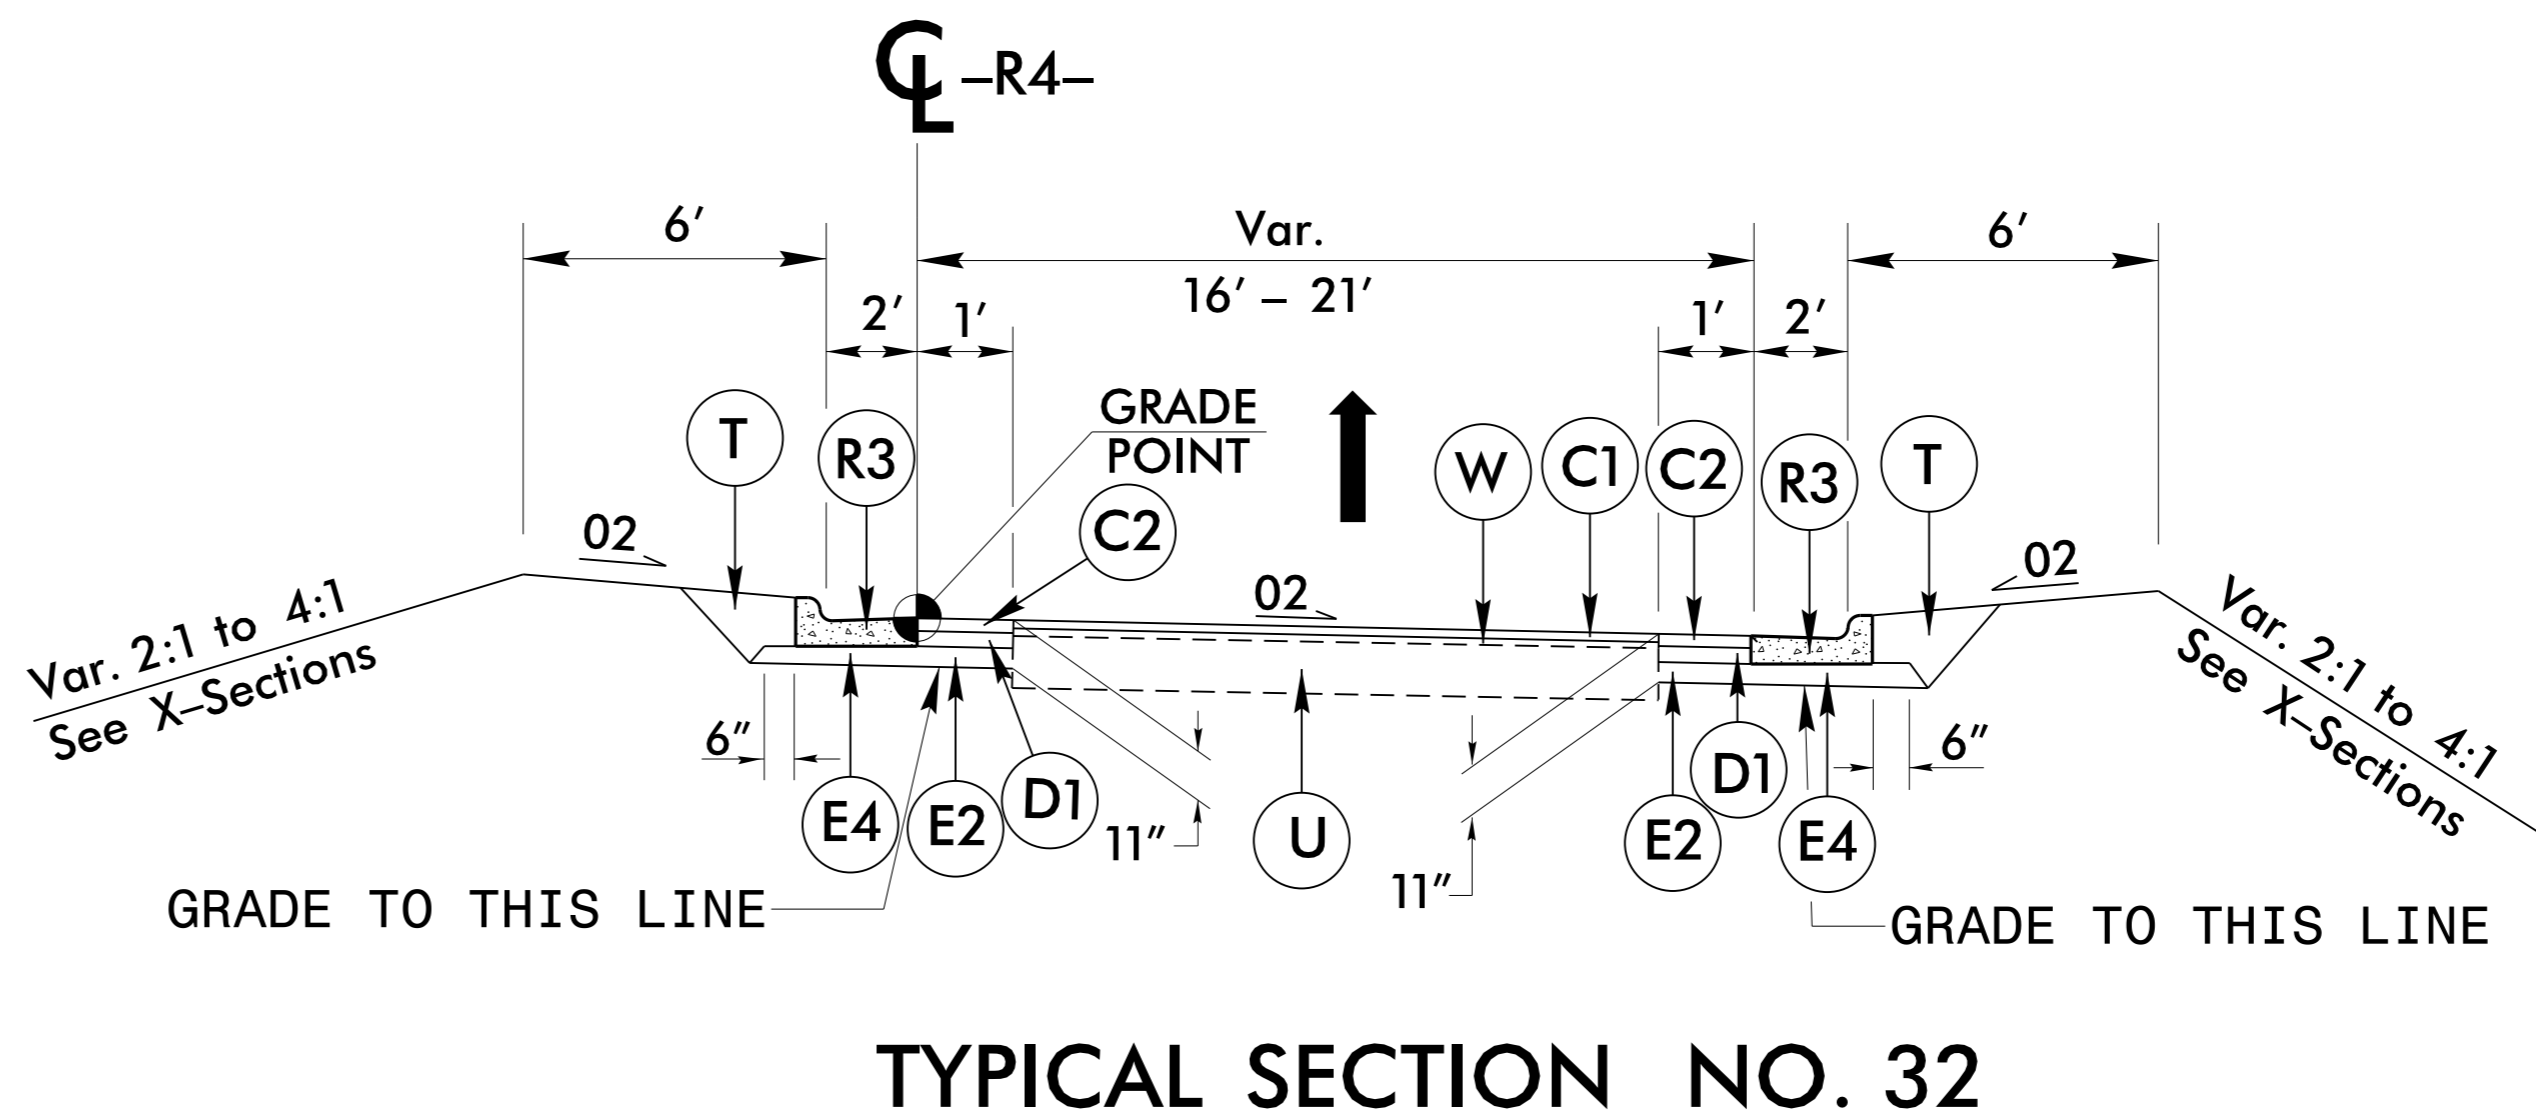 ℄ –R4–
6′
Var.
6′
16′ – 21′
2′
1′
1′
2′
GRADE
POINT
T
R3
C2
W
C1
C2
R3
T
02
02
02
Var. 2:1 to 4:1
See X–Sections
Var. 2:1 to 4:1
See X–Sections
6″
6″
E4
E2
D1
11″
U
11″
E2
D1
E4
GRADE TO THIS LINE
GRADE TO THIS LINE
TYPICAL SECTION NO. 32